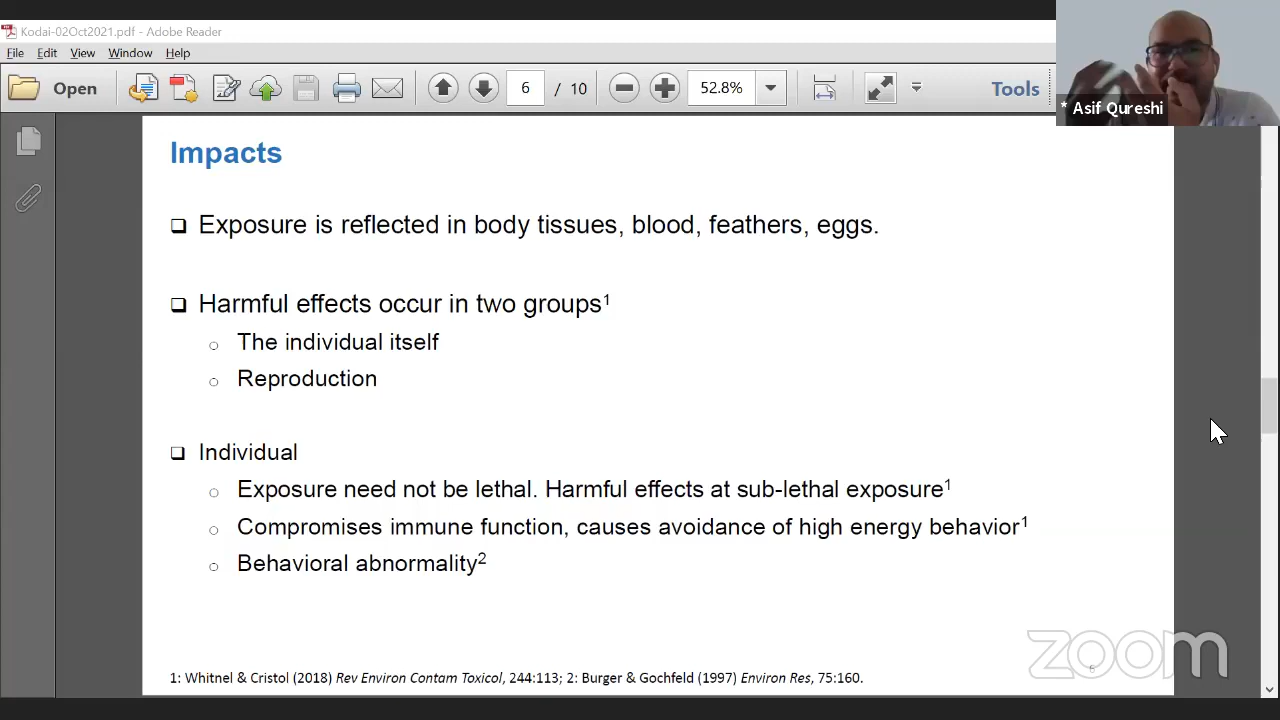 Kodai-02Oct2021.pdf - Adobe Reader
File Edit View Window Help
Open 6 / 10 52.8% Tools
* Asif Qureshi
Impacts
Exposure is reflected in body tissues, blood, feathers, eggs.
Harmful effects occur in two groups1
The individual itself
Reproduction
Individual
Exposure need not be lethal. Harmful effects at sub-lethal exposure1
Compromises immune function, causes avoidance of high energy behavior1
Behavioral abnormality2
zoom
6
1: Whitnel & Cristol (2018) Rev Environ Contam Toxicol, 244:113; 2: Burger & Gochfeld (1997) Environ Res, 75:160.